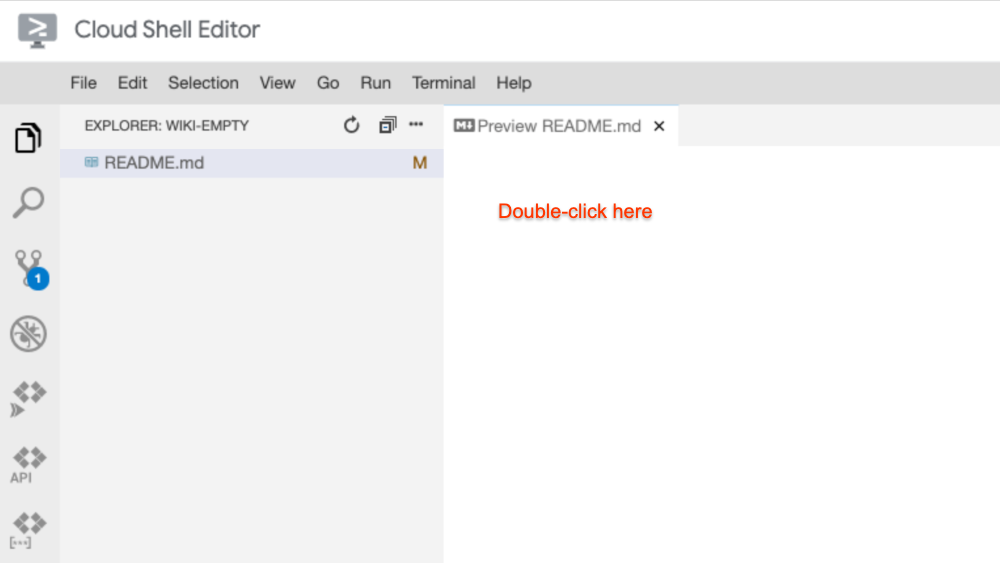 Cloud Shell Editor
File Edit Selection View Go Run Terminal Help
EXPLORER: WIKI-EMPTY
Preview README.md
README.md M
Double-click here
1
API